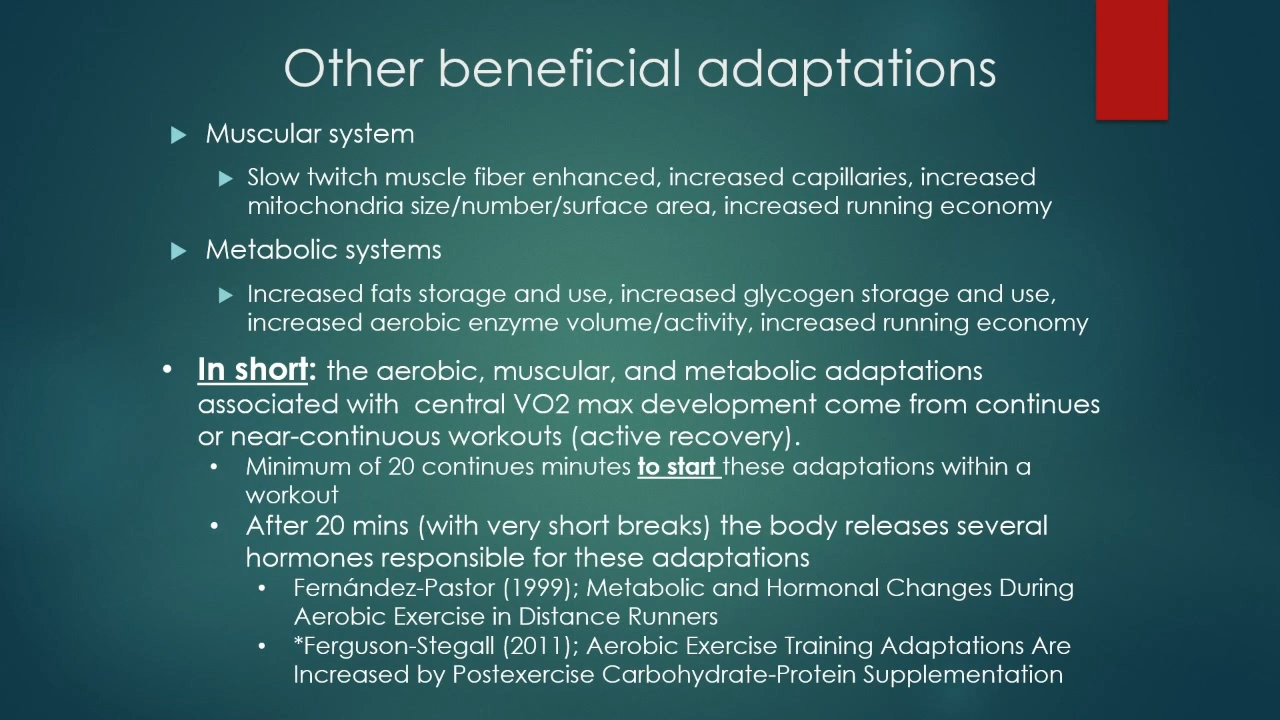 Other beneficial adaptations
Muscular system
Slow twitch muscle fiber enhanced, increased capillaries, increased
mitochondria size/number/surface area, increased running economy
Metabolic systems
Increased fats storage and use, increased glycogen storage and use,
increased aerobic enzyme volume/activity, increased running economy
• In short: the aerobic, muscular, and metabolic adaptations
associated with central VO2 max development come from continues
or near-continuous workouts (active recovery).
• Minimum of 20 continues minutes to start these adaptations within a
workout
• After 20 mins (with very short breaks) the body releases several
hormones responsible for these adaptations
• Fernández-Pastor (1999); Metabolic and Hormonal Changes During
Aerobic Exercise in Distance Runners
• *Ferguson-Stegall (2011); Aerobic Exercise Training Adaptations Are
Increased by Postexercise Carbohydrate-Protein Supplementation